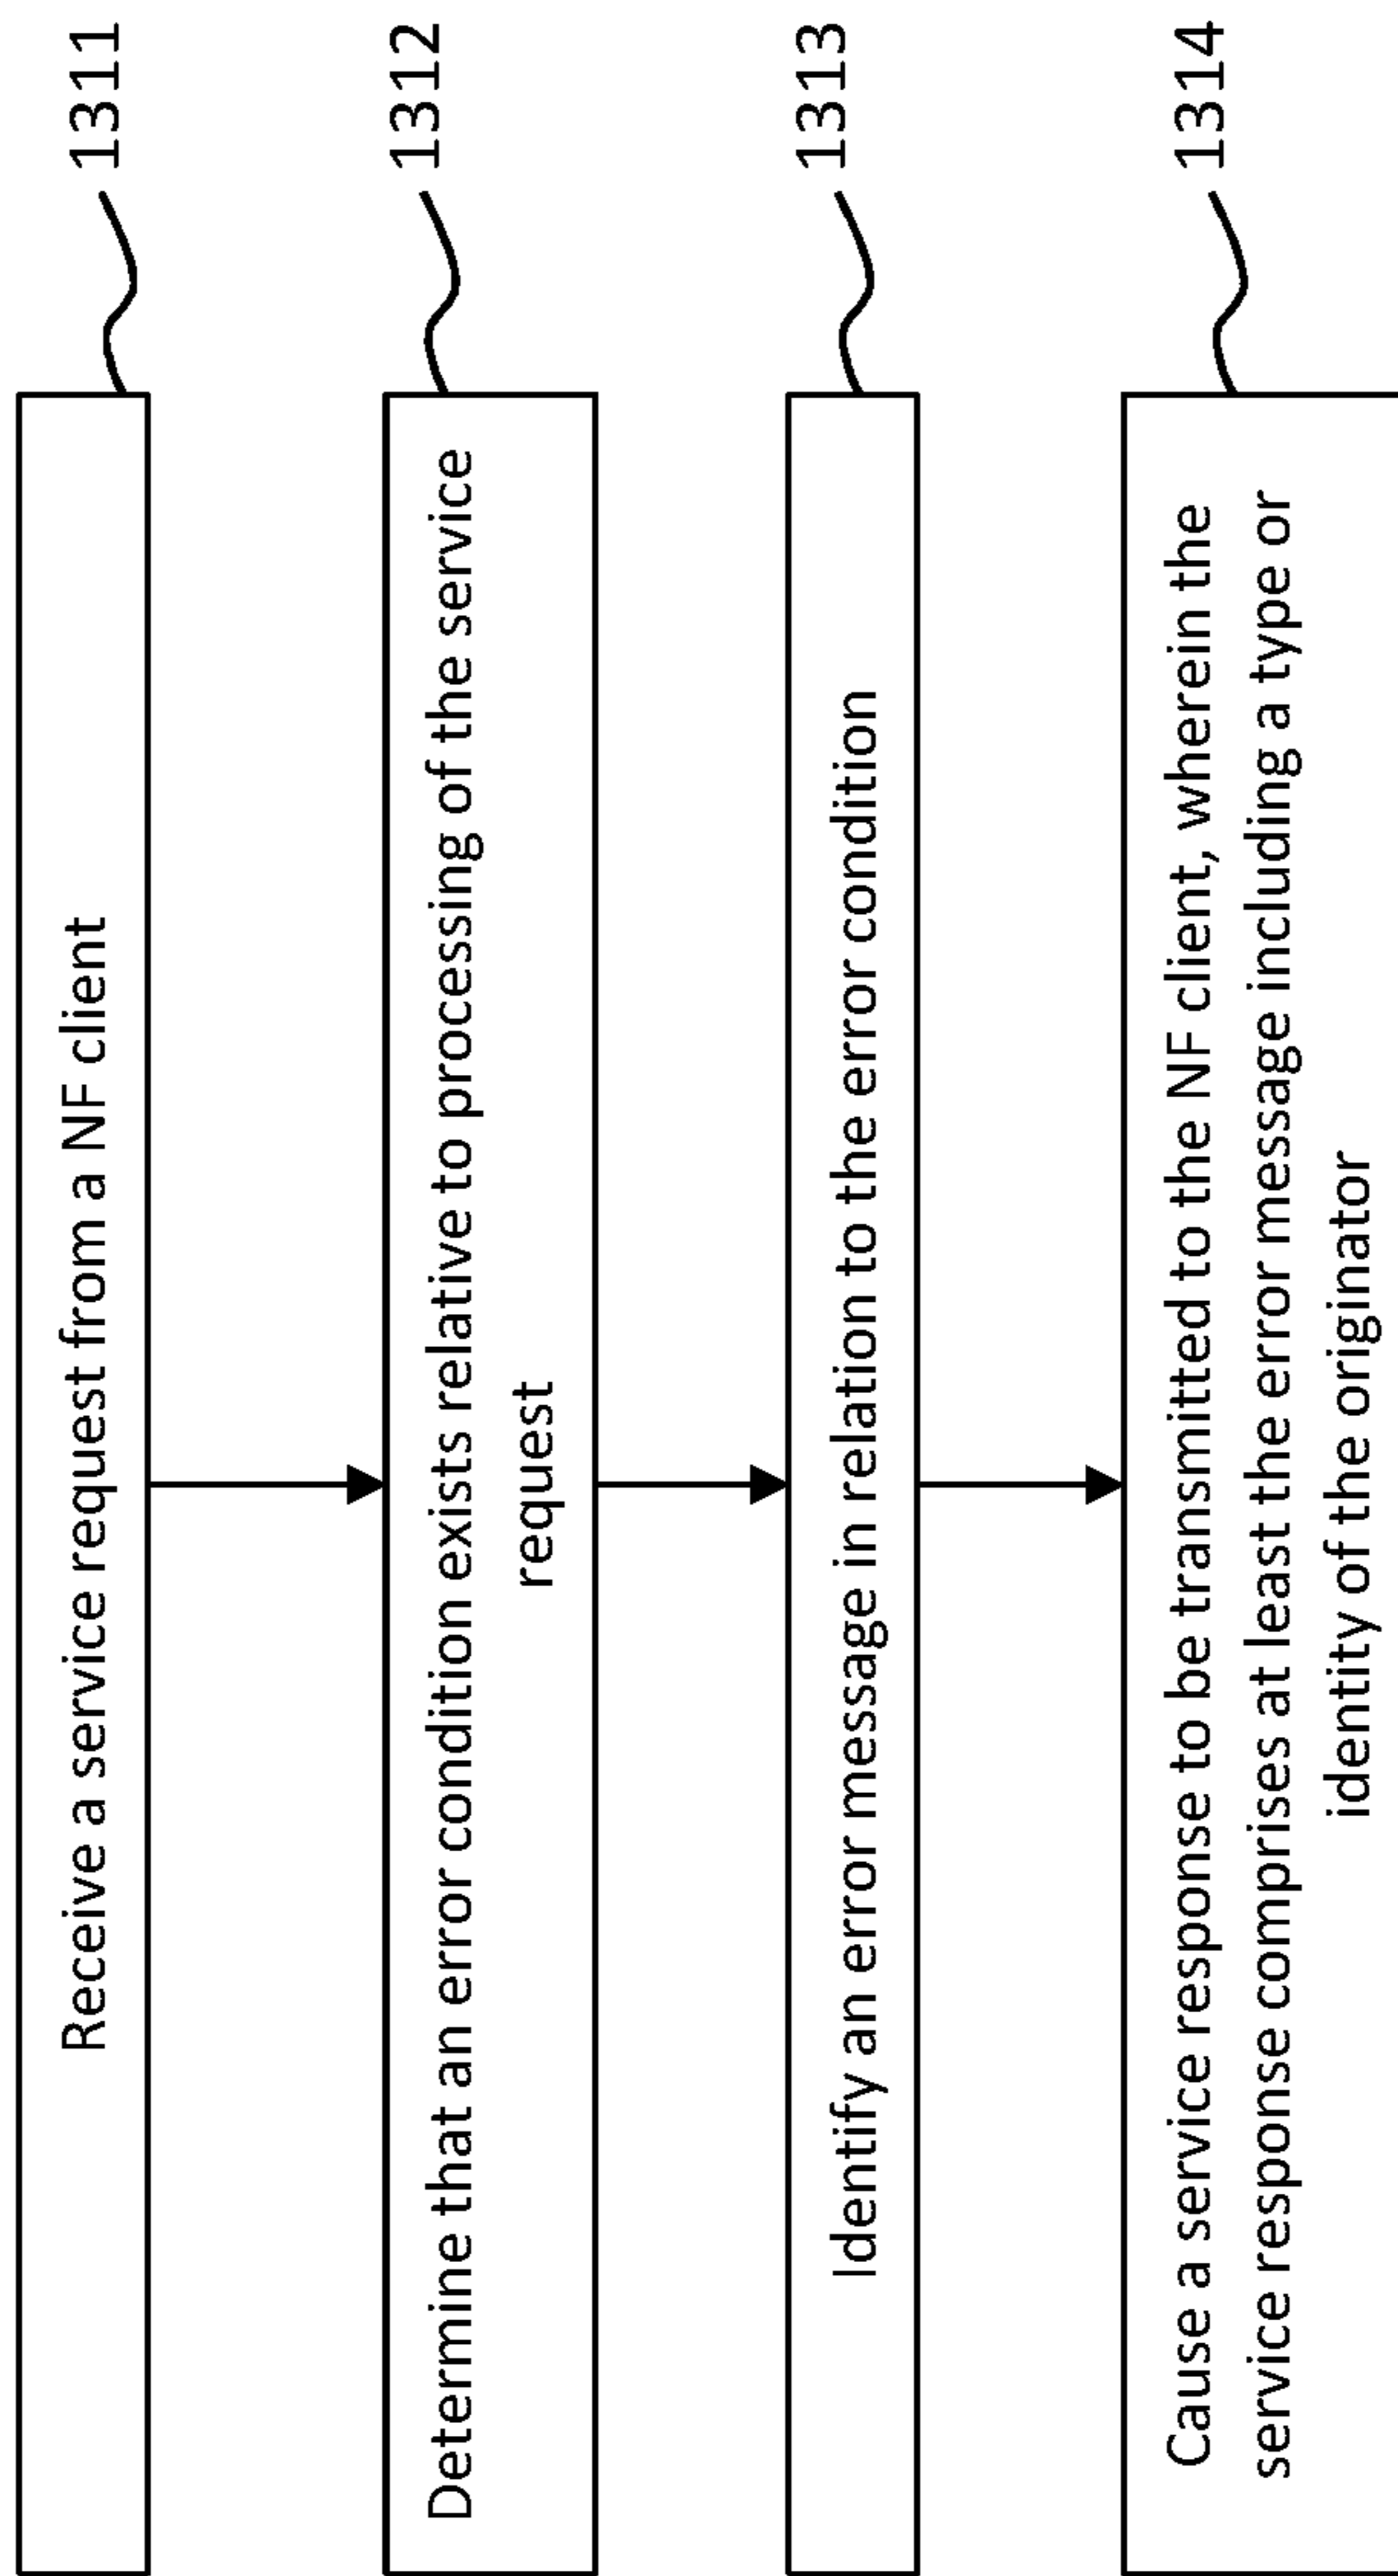 Receive a service request from a NF client
1311
Determine that an error condition exists relative to processing of the service
request
1312
Identify an error message in relation to the error condition
1313
Cause a service response to be transmitted to the NF client, wherein the
service response comprises at least the error message including a type or
identity of the originator
1314